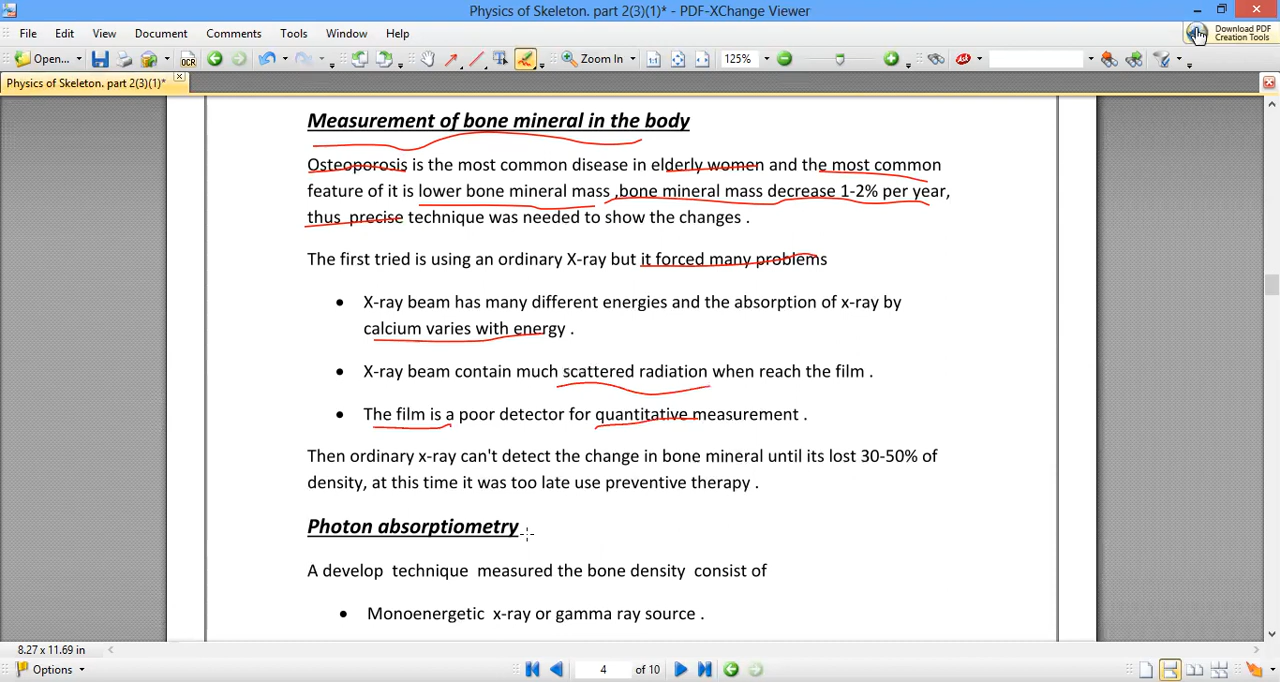 Physics of Skeleton. part 2(3)(1)* - PDF-XChange Viewer
File Edit View Document Comments Tools Window Help
Download PDF
Creation Tools
Open... OCR Zoom In 125%
Physics of Skeleton. part 2(3)(1)*
Measurement of bone mineral in the body
Osteoporosis is the most common disease in elderly women and the most common
feature of it is lower bone mineral mass ,bone mineral mass decrease 1-2% per year,
thus precise technique was needed to show the changes .
The first tried is using an ordinary X-ray but it forced many problems
• X-ray beam has many different energies and the absorption of x-ray by
calcium varies with energy .
• X-ray beam contain much scattered radiation when reach the film .
• The film is a poor detector for quantitative measurement .
Then ordinary x-ray can't detect the change in bone mineral until its lost 30-50% of
density, at this time it was too late use preventive therapy .
Photon absorptiometry
A develop technique measured the bone density consist of
• Monoenergetic x-ray or gamma ray source .
8.27 x 11.69 in
Options 4 of 10